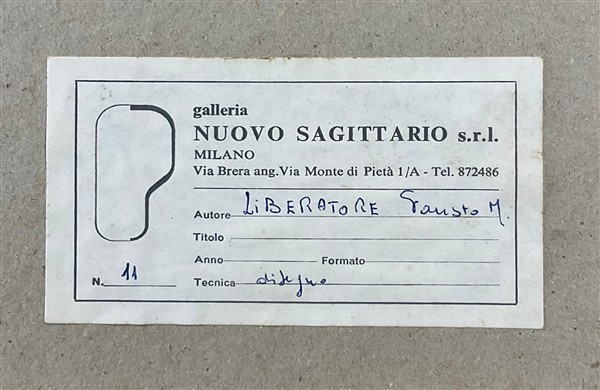 galleria
NUOVO SAGITTARIO s.r.l.
MILANO
Via Brera ang.Via Monte di Pietà 1/A - Tel. 872486
Autore LiBERATORE Fausto M.
Titolo
Anno Formato
N. 11 Tecnica disegno